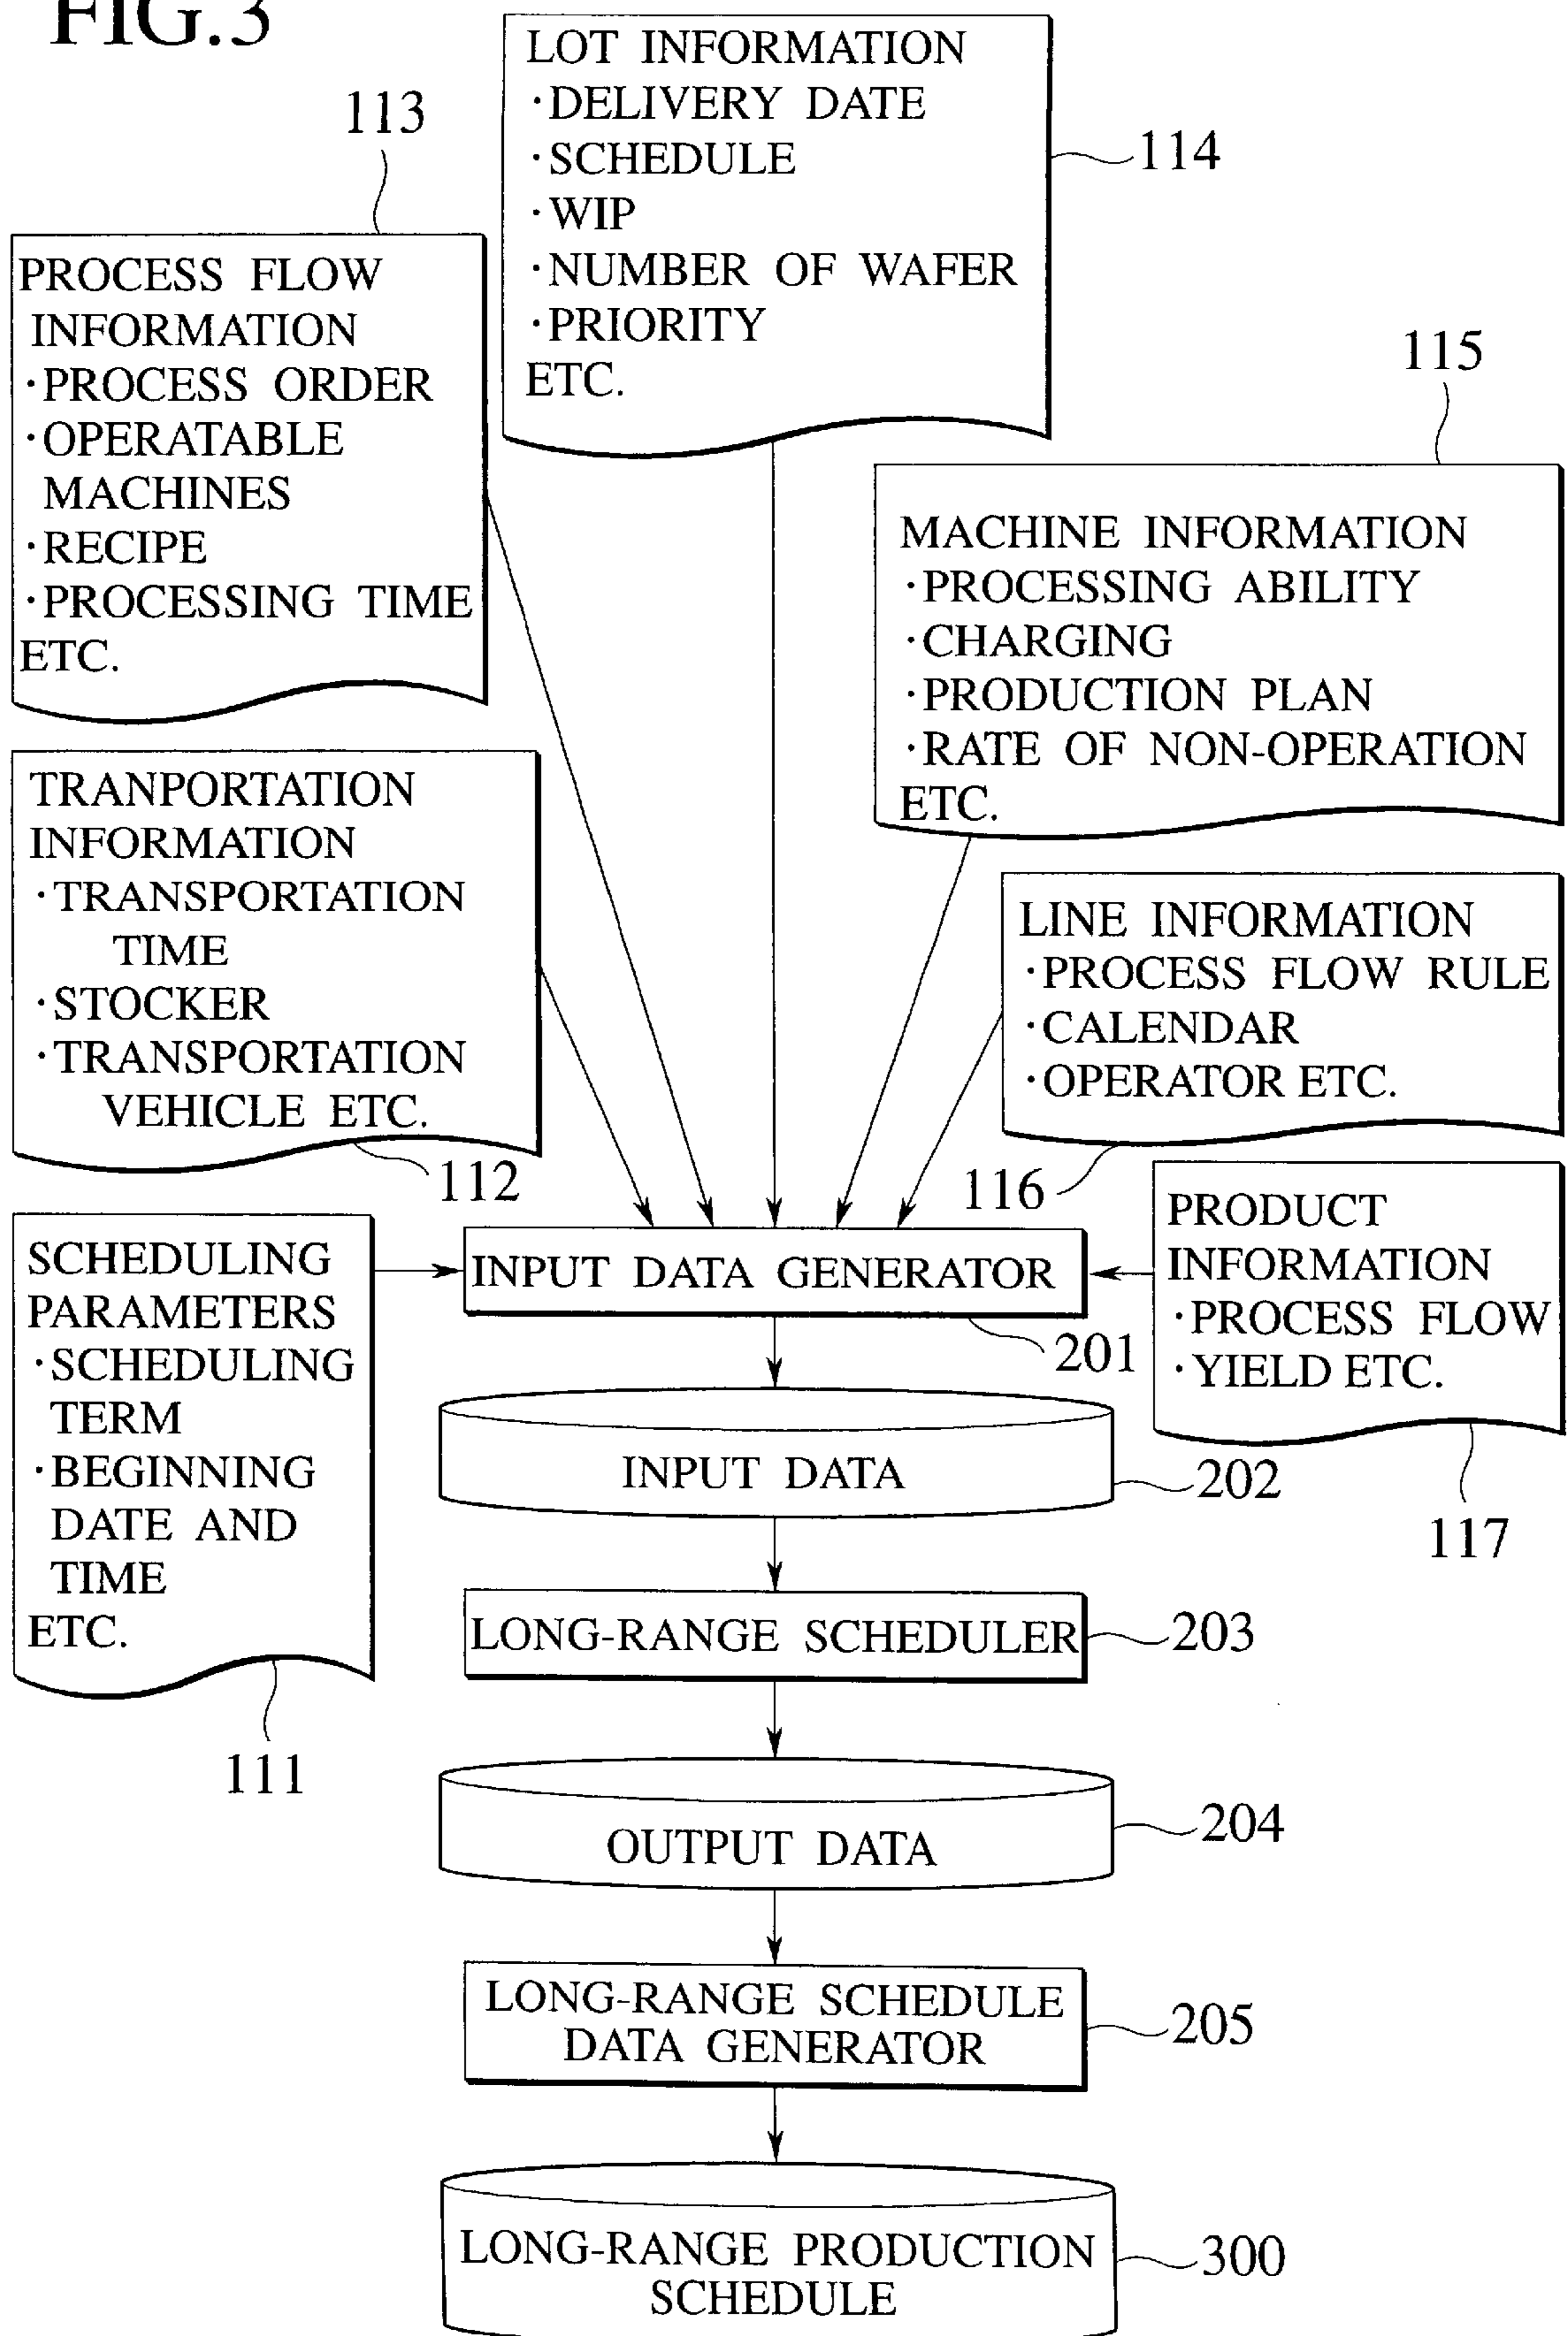 FIG.3
LOT INFORMATION
·DELIVERY DATE
·SCHEDULE
·WIP
·NUMBER OF WAFER
·PRIORITY
ETC.
114
113
PROCESS FLOW
INFORMATION
·PROCESS ORDER
·OPERATABLE
MACHINES
·RECIPE
·PROCESSING TIME
ETC.
115
MACHINE INFORMATION
·PROCESSING ABILITY
·CHARGING
·PRODUCTION PLAN
·RATE OF NON-OPERATION
ETC.
TRANPORTATION
INFORMATION
·TRANSPORTATION
TIME
·STOCKER
·TRANSPORTATION
VEHICLE ETC.
112
LINE INFORMATION
·PROCESS FLOW RULE
·CALENDAR
·OPERATOR ETC.
116
SCHEDULING
PARAMETERS
·SCHEDULING
TERM
·BEGINNING
DATE AND
TIME
ETC.
111
INPUT DATA GENERATOR
201
PRODUCT
INFORMATION
·PROCESS FLOW
·YIELD ETC.
117
INPUT DATA
202
LONG-RANGE SCHEDULER
203
OUTPUT DATA
204
LONG-RANGE SCHEDULE
DATA GENERATOR
205
LONG-RANGE PRODUCTION
SCHEDULE
300